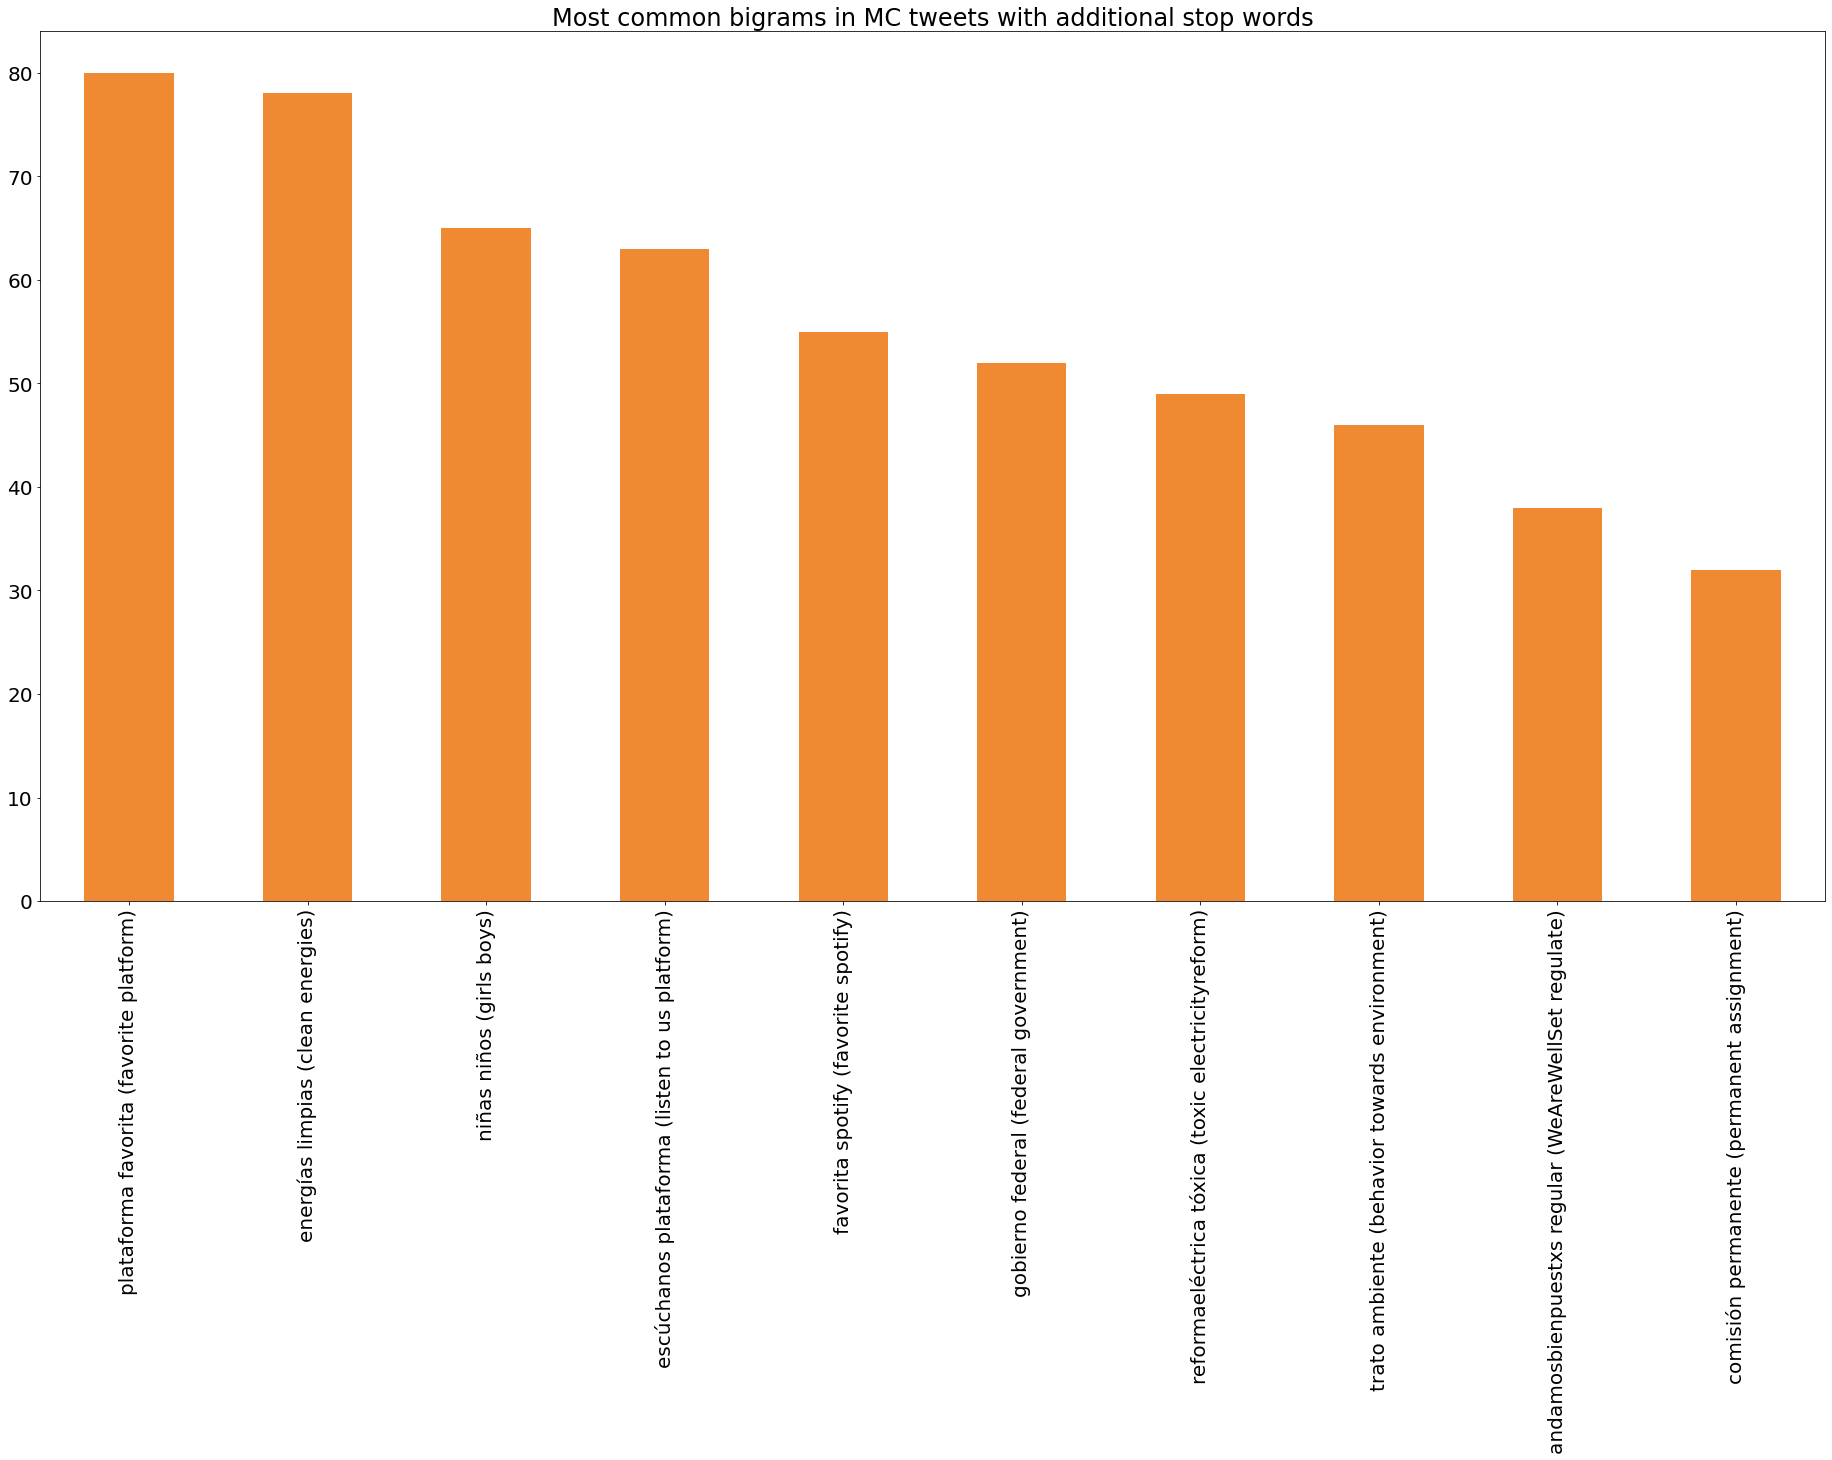 Most common bigrams in MC tweets with additional stop words
80
70
60
50
40
30
20
10
0
plataforma favorita (favorite platform)
energías limpias (clean energies)
niñas niños (girls boys)
escúchanos plataforma (listen to us platform)
favorita spotify (favorite spotify)
gobierno federal (federal government)
reformaeléctrica tóxica (toxic electricityreform)
trato ambiente (behavior towards environment)
andamosbienpuestxs regular (WeAreWellSet regulate)
comisión permanente (permanent assignment)